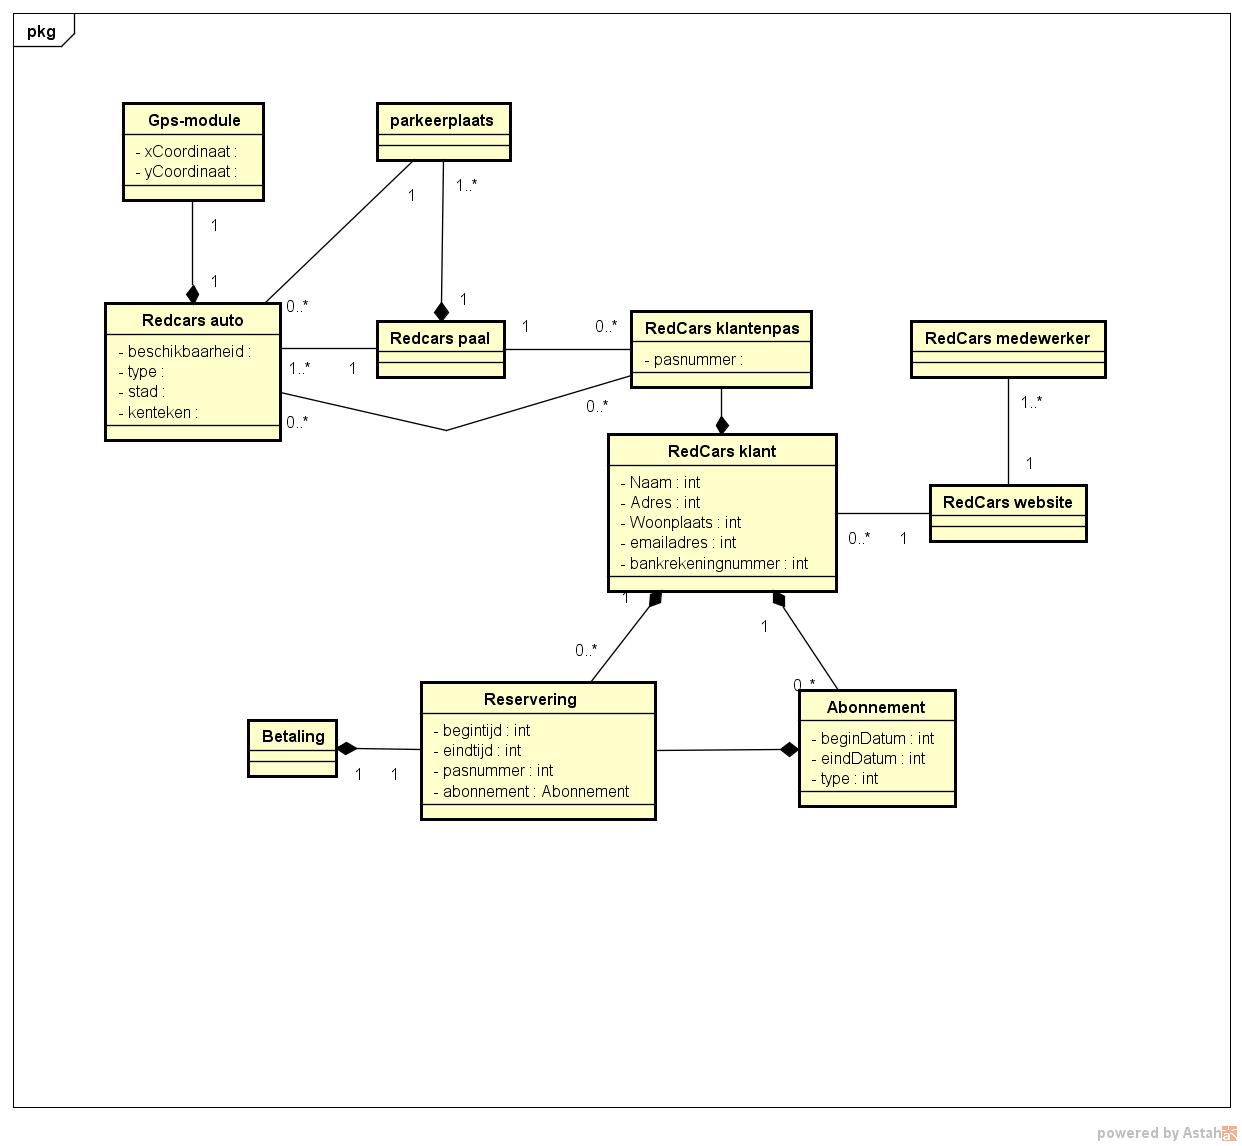 pkg
Gps-module
- xCoordinaat :
- yCoordinaat :
parkeerplaats
1
1..*
1
1
0..*
1
Redcars auto
- beschikbaarheid :
- type :
- stad :
- kenteken :
1..*
1
0..*
Redcars paal
1
0..*
RedCars klantenpas
- pasnummer :
0..*
RedCars medewerker
1..*
1
RedCars klant
- Naam : int
- Adres : int
- Woonplaats : int
- emailadres : int
- bankrekeningnummer : int
RedCars website
0..*
1
1
0..*
1
0..*
Betaling
1
1
Reservering
- begintijd : int
- eindtijd : int
- pasnummer : int
- abonnement : Abonnement
Abonnement
- beginDatum : int
- eindDatum : int
- type : int
powered by Astah